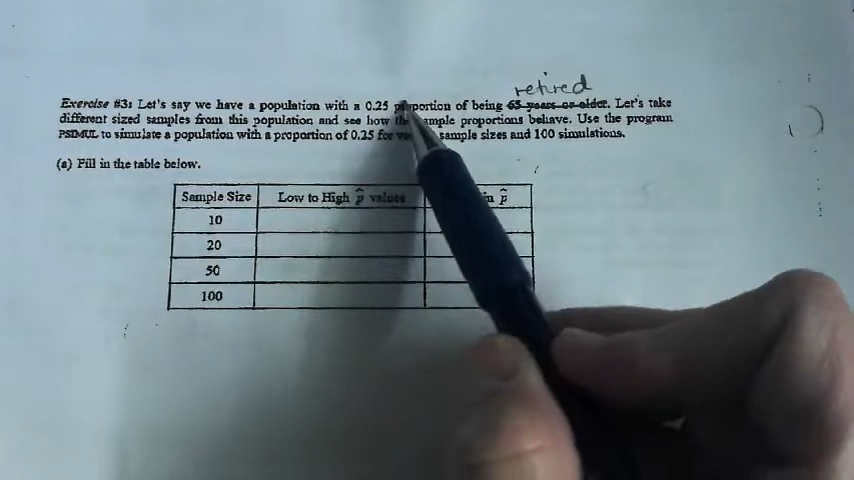 retired
Exercise #3: Let's say we have a population with a 0.25 proportion of being 65 years or older. Let's take
different sized samples from this population and see how the sample proportions behave. Use the program
PSIMUL to simulate a population with a proportion of 0.25 for sample sizes and 100 simulations.
(a) Fill in the table below.
Sample Size Low to High p̂ values in p̂
10
20
50
100